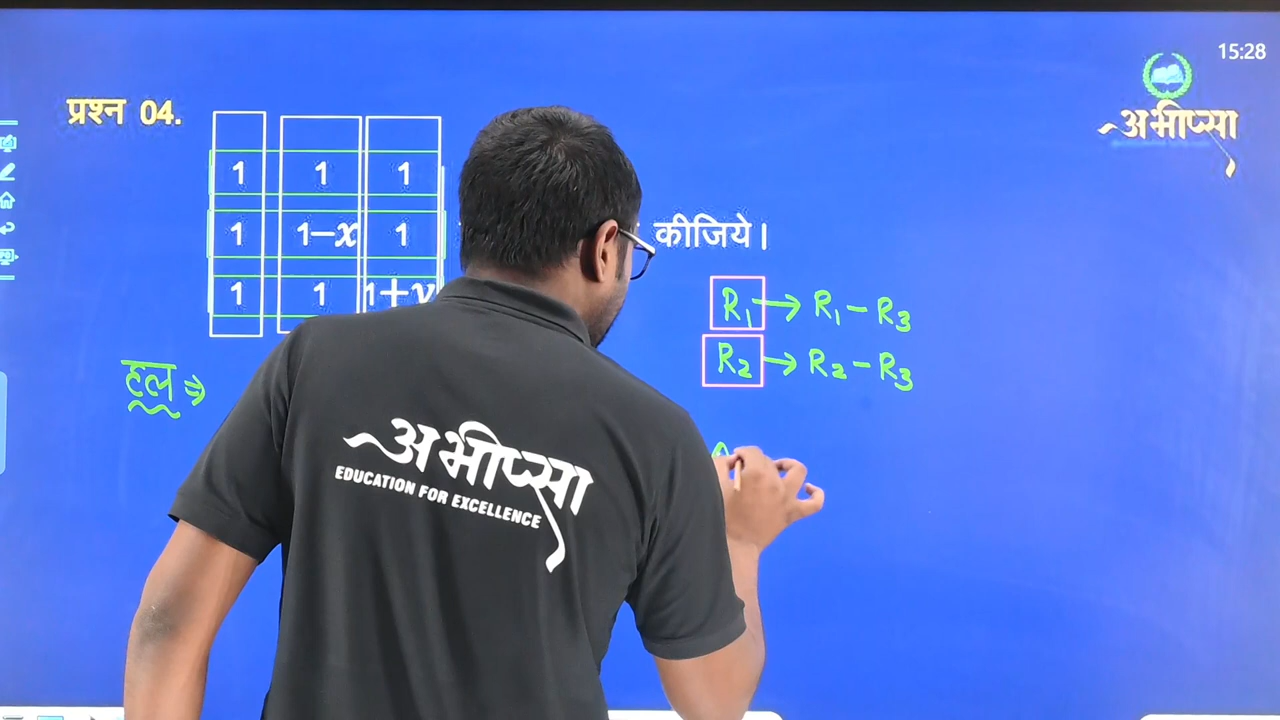 15:28
अभीप्सा
प्रश्न 04.
1 1 1
1 1−x 1
1 1 1+y
कीजिये।
R₁ → R₁ − R₃
R₂ → R₂ − R₃
हल ⇒
अभीप्सा
EDUCATION FOR EXCELLENCE